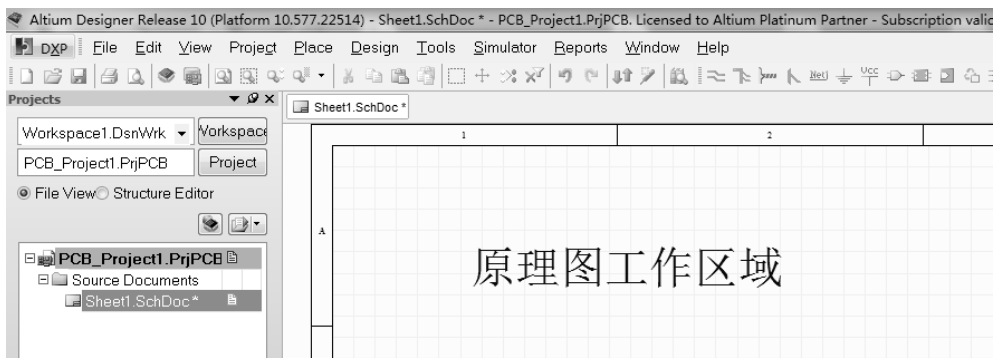 Altium Designer Release 10 (Platform 10.577.22514) - Sheet1.SchDoc * - PCB_Project1.PrjPCB. Licensed to Altium Platinum Partner - Subscription valid
DXP File Edit View Project Place Design Tools Simulator Reports Window Help
Net Vcc
Projects
Sheet1.SchDoc *
Workspace1.DsnWrk Workspace
PCB_Project1.PrjPCB Project
File View Structure Editor
1 2
A
PCB_Project1.PrjPCB
Source Documents
Sheet1.SchDoc *
原理图工作区域